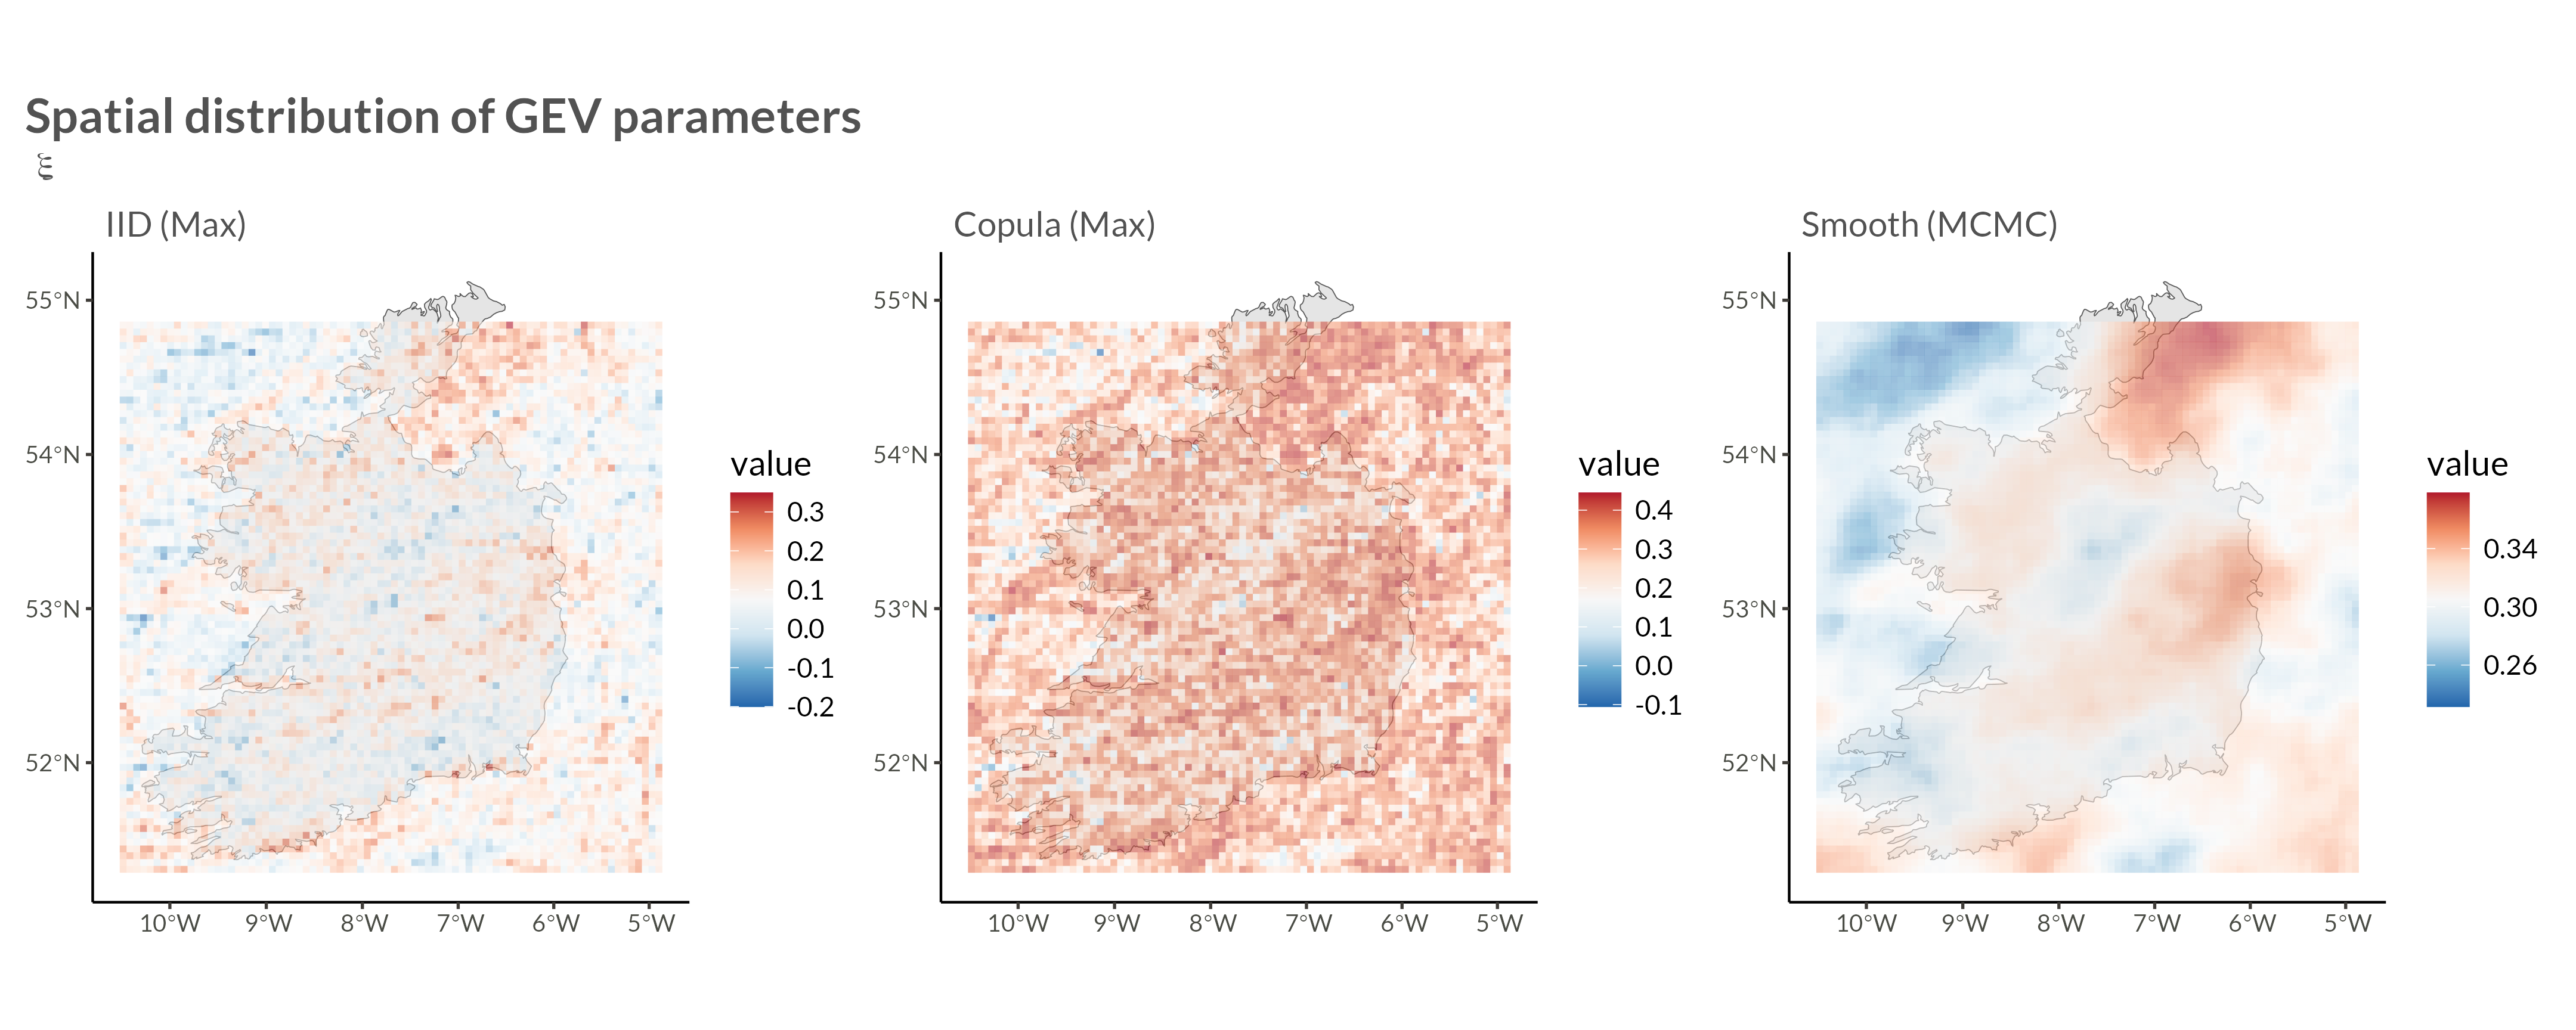 Spatial distribution of GEV parameters
ξ
IID (Max)
55°N
54°N
53°N
52°N
10°W 9°W 8°W 7°W 6°W 5°W
value
0.3
0.2
0.1
0.0
-0.1
-0.2
Copula (Max)
55°N
54°N
53°N
52°N
10°W 9°W 8°W 7°W 6°W 5°W
value
0.4
0.3
0.2
0.1
0.0
-0.1
Smooth (MCMC)
55°N
54°N
53°N
52°N
10°W 9°W 8°W 7°W 6°W 5°W
value
0.34
0.30
0.26